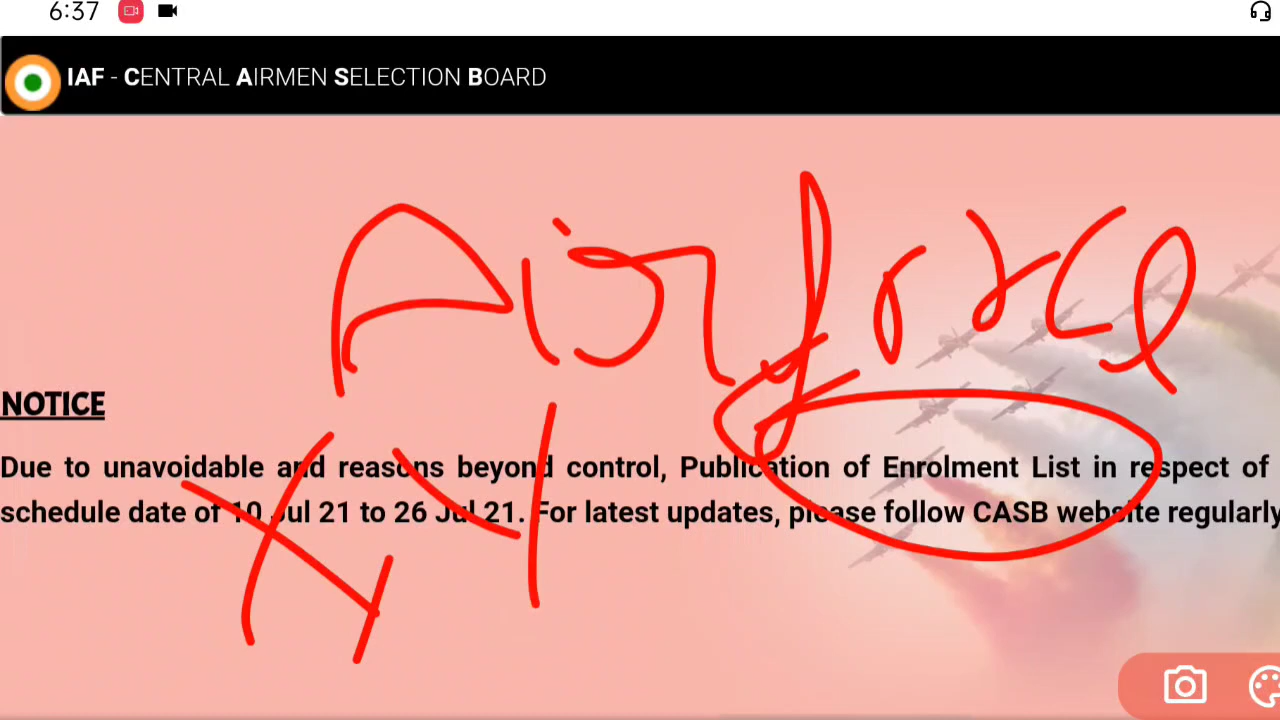 6:37
IAF - CENTRAL AIRMEN SELECTION BOARD
Airforce
NOTICE
Due to unavoidable and reasons beyond control, Publication of Enrolment List in respect of
schedule date of 10 Jul 21 to 26 Jul 21. For latest updates, please follow CASB website regularly
X, Y